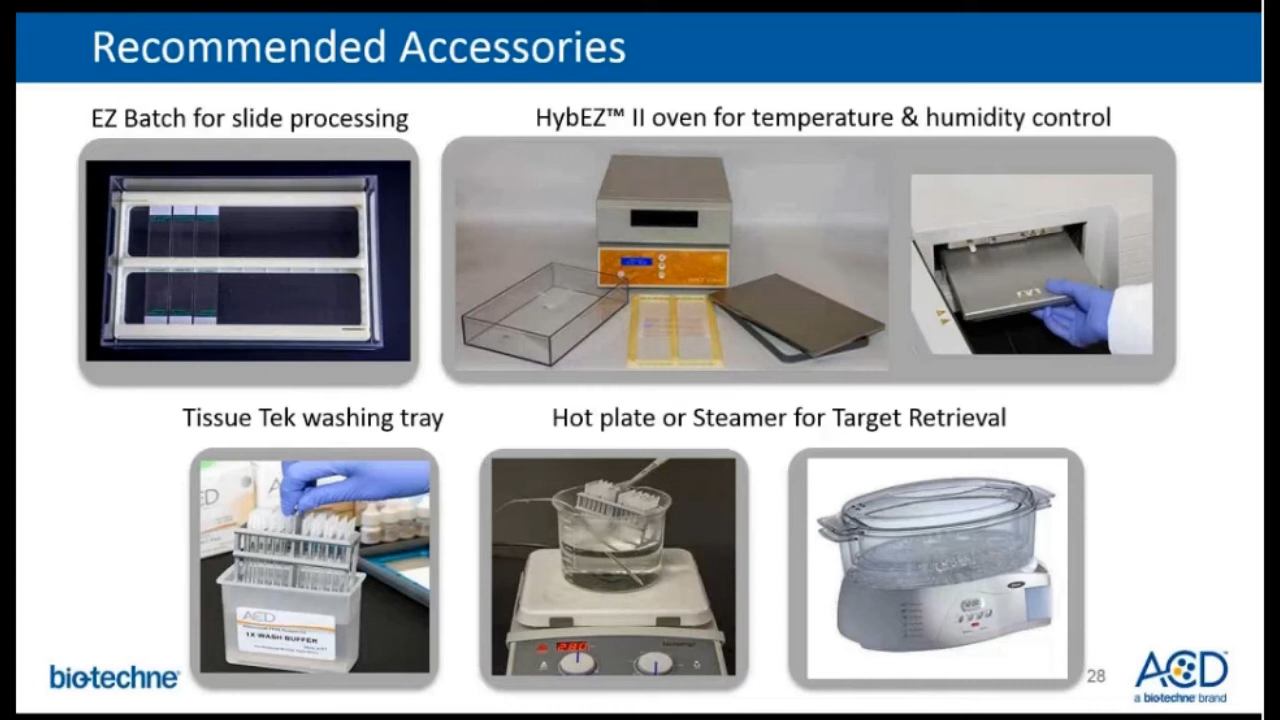 Recommended Accessories
EZ Batch for slide processing
HybEZ™ II oven for temperature & humidity control
Tissue Tek washing tray
Hot plate or Steamer for Target Retrieval
ACD
1X WASH BUFFER
280
bio-techne®
28
ACD
a biotechne brand